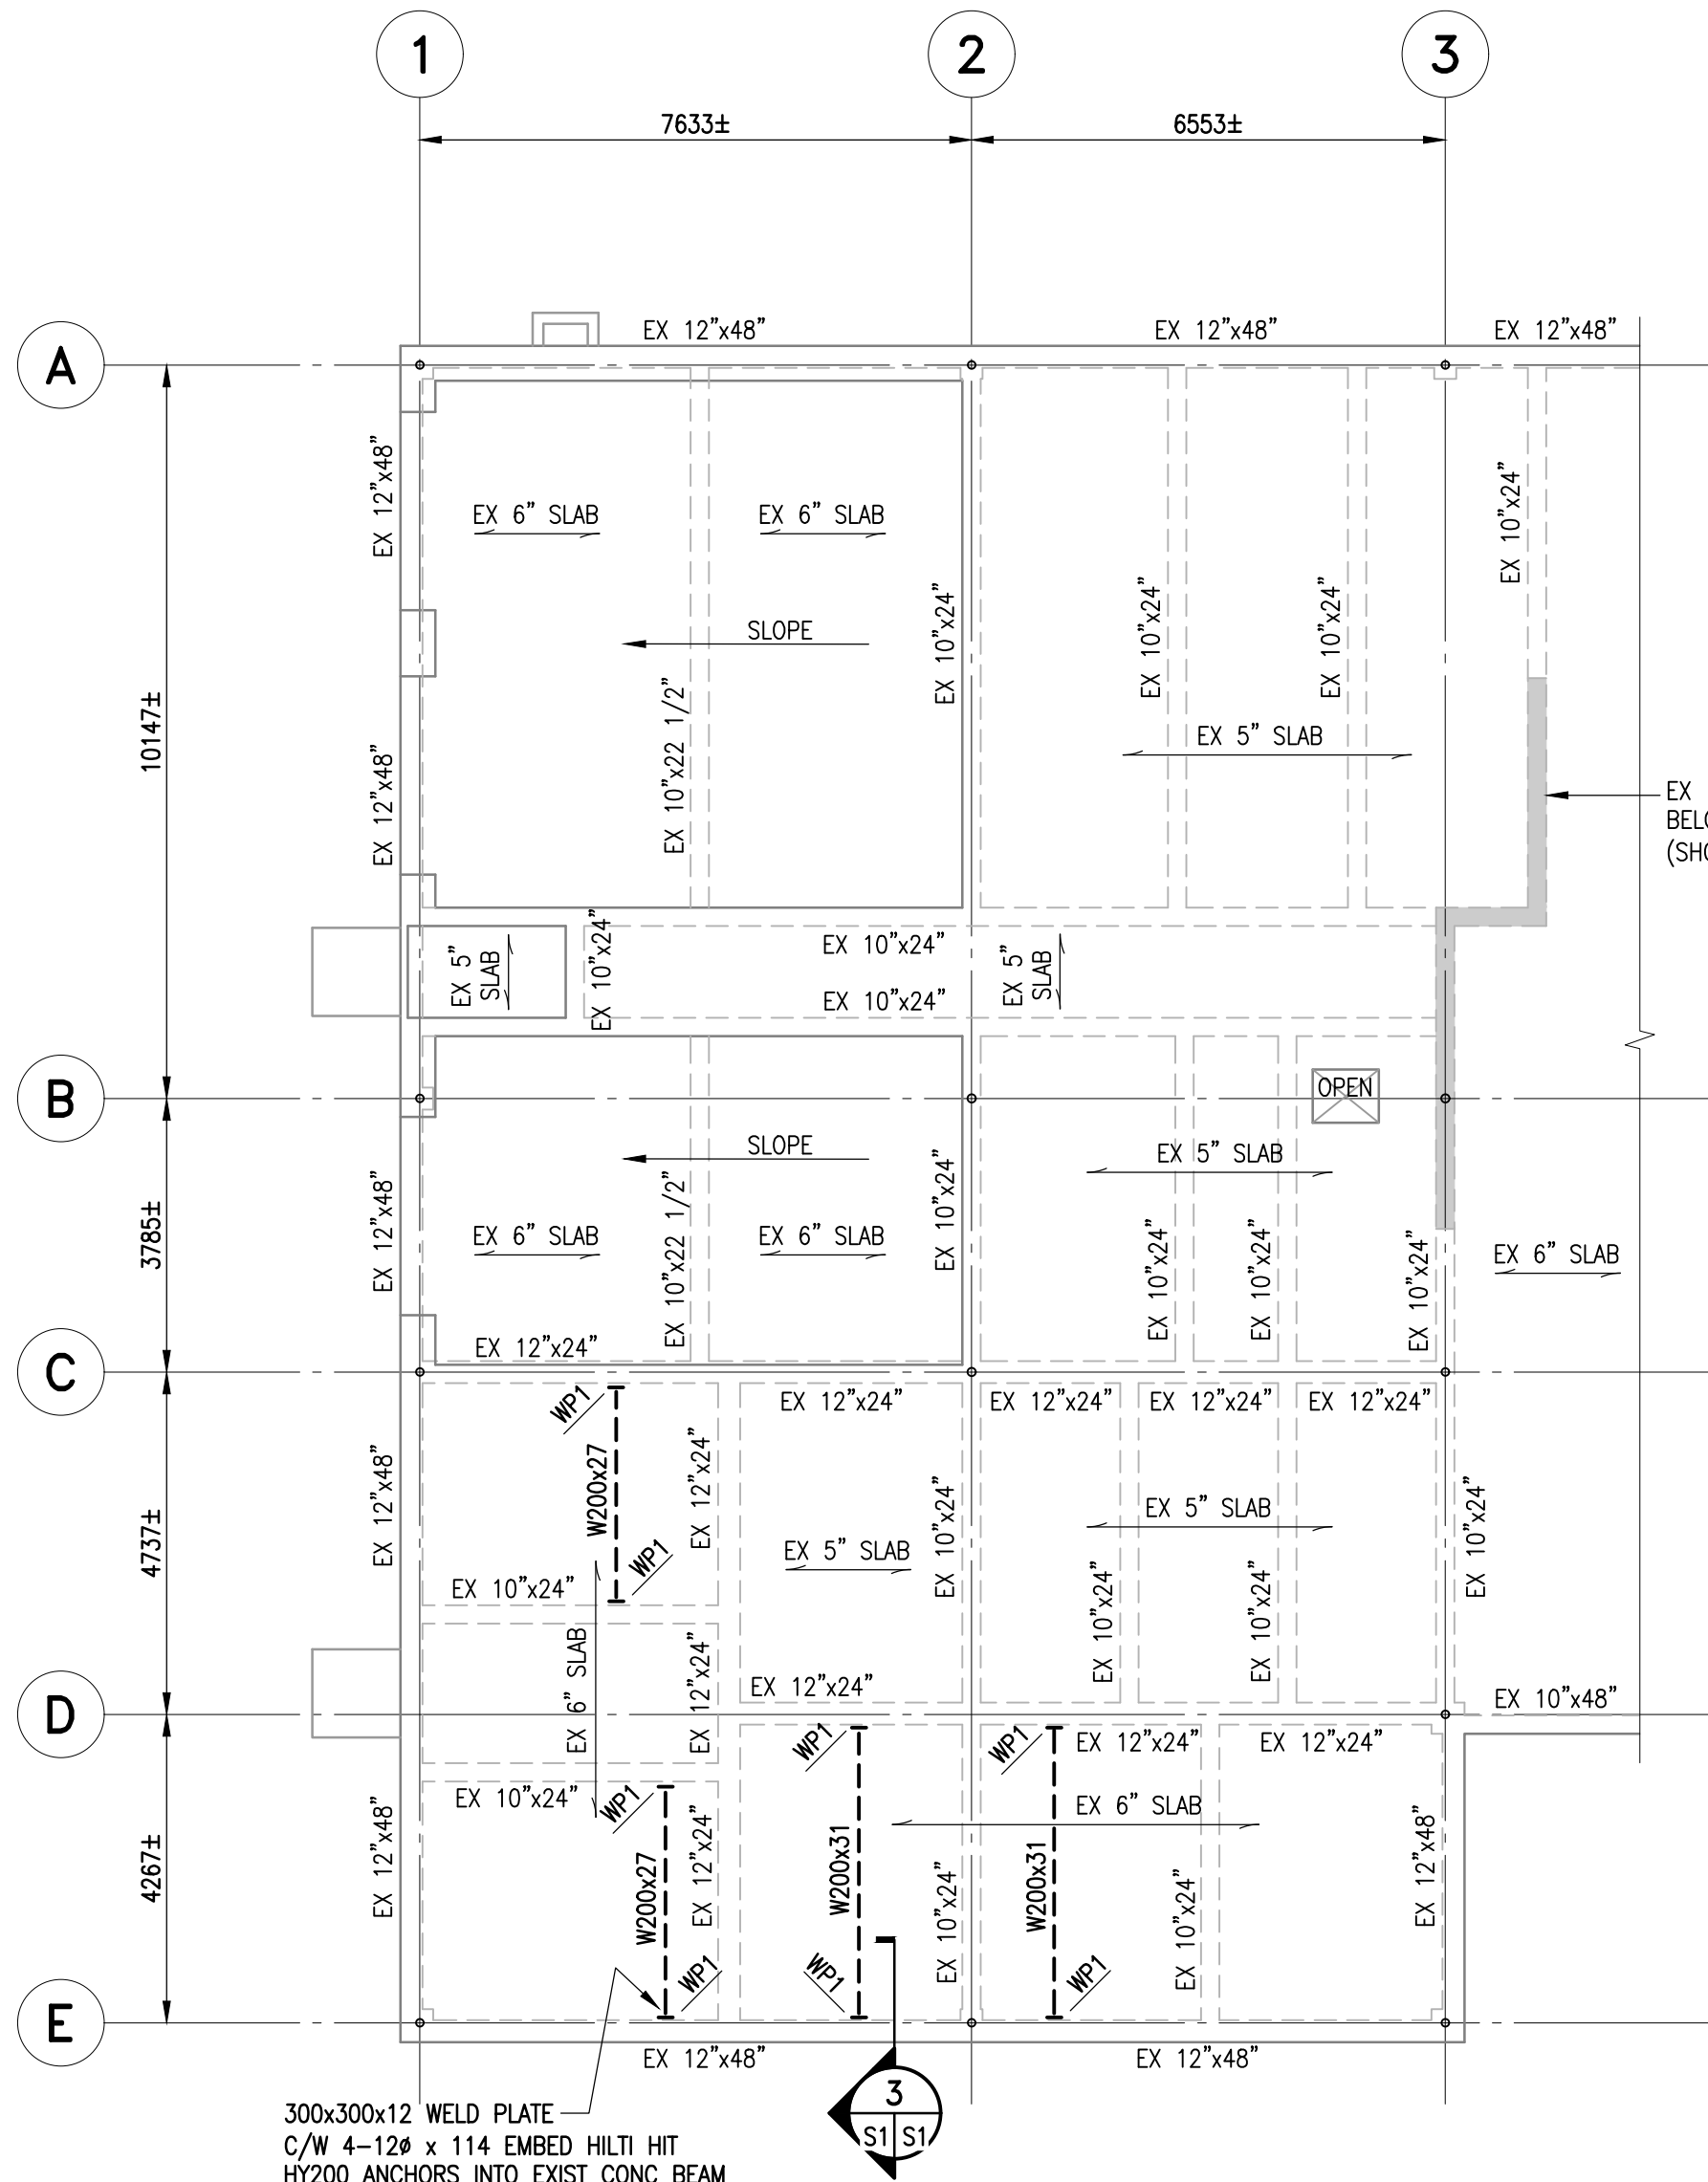 1
2
3
7633±
6553±
EX 12"x48"
EX 12"x48"
EX 12"x48"
A
EX 12"x48"
EX 6" SLAB
EX 6" SLAB
EX 10"x24"
SLOPE
EX 10"x24"
EX 10"x24"
EX 10"x24"
10147±
EX 10"x22 1/2"
EX 5" SLAB
EX 12"x48"
EX
EX 5"
SLAB
EX 10"x24"
EX 10"x24"
EX 10"x24"
EX 5"
SLAB
B
OPEN
SLOPE
EX 5" SLAB
3785±
EX 12"x48"
EX 6" SLAB
EX 10"x22 1/2"
EX 6" SLAB
EX 10"x24"
EX 10"x24"
EX 10"x24"
EX 10"x24"
EX 6" SLAB
EX 12"x24"
C
WP1
EX 12"x24"
EX 12"x24"
EX 12"x24"
EX 12"x24"
4737±
EX 12"x48"
W200x27
EX 12"x24"
EX 5" SLAB
EX 10"x24"
EX 5" SLAB
EX 10"x24"
WP1
EX 10"x24"
EX 10"x24"
EX 10"x24"
EX 6" SLAB
EX 12"x24"
EX 12"x24"
D
EX 10"x48"
WP1
WP1
EX 12"x24"
EX 12"x24"
EX 10"x24"
WP1
EX 6" SLAB
4267±
EX 12"x48"
W200x27
EX 12"x24"
W200x31
EX 10"x24"
W200x31
EX 10"x24"
EX 12"x48"
WP1
WP1
WP1
E
EX 12"x48"
EX 12"x48"
300x300x12 WELD PLATE
C/W 4-12ø x 114 EMBED HILTI HIT
HY200 ANCHORS INTO EXIST CONC BEAM
3
S1
S1